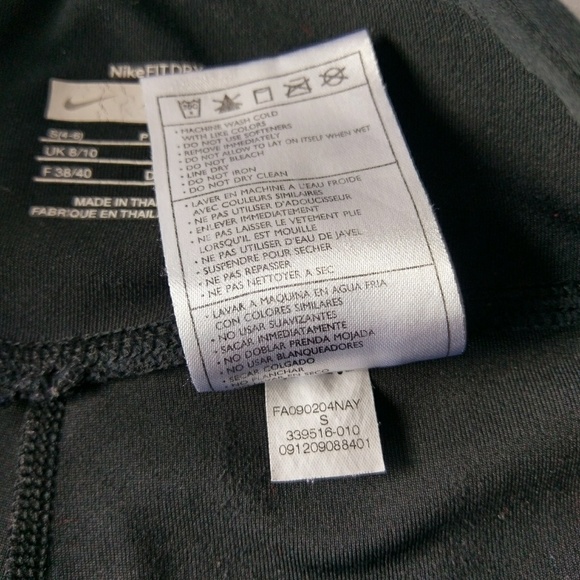 NikeFITDRY
S(4-6)
UK 8/10
F 38/40
MADE IN THAI
FABRIQUÉ EN THAIL
• MACHINE WASH COLD
WITH LIKE COLORS
• DO NOT USE SOFTENERS
• REMOVE IMMEDIATELY
• DO NOT ALLOW TO LAY ON ITSELF WHEN WET
• DO NOT BLEACH
• LINE DRY
• DO NOT IRON
• DO NOT DRY CLEAN
• LAVER EN MACHINE A L'EAU FROIDE
AVEC COULEURS SIMILAIRES
• NE PAS UTILISER D'ADOUCISSEUR
• ENLEVER IMMEDIATEMENT
• NE PAS LAISSER LE VETEMENT PLIE
LORSQU'IL EST MOUILLE
• NE PAS UTILISER D'EAU DE JAVEL
• SUSPENDRE POUR SECHER
• NE PAS REPASSER
• NE PAS NETTOYER A SEC
• LAVAR A MAQUINA EN AGUA FRIA
CON COLORES SIMILARES
• NO USAR SUAVIZANTES
• SACAR INMEDIATAMENTE
• NO DOBLAR PRENDA MOJADA
• NO USAR BLANQUEADORES
• SECAR COLGADO
• NO PLANCHAR
FA090204NAY
S
339516-010
091209088401